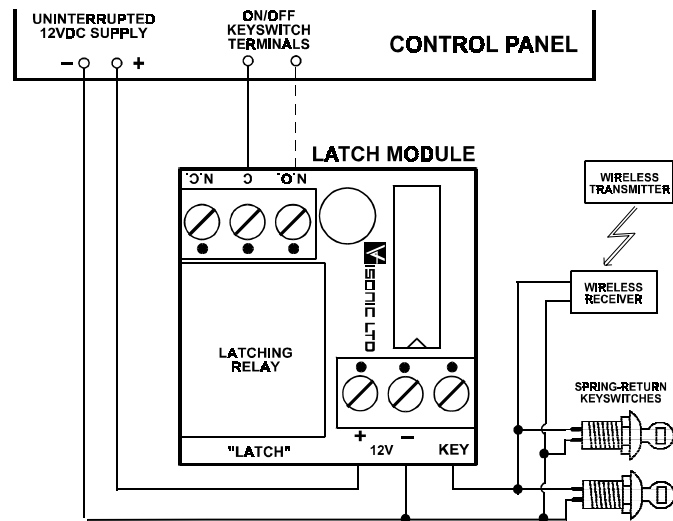 UNINTERRUPTED
12VDC SUPPLY
– +
ON/OFF
KEYSWITCH
TERMINALS
CONTROL PANEL
LATCH MODULE
N.C. C N.O.
VISONIC LTD
LATCHING
RELAY
"LATCH"
+ –
12V
KEY
WIRELESS
TRANSMITTER
WIRELESS
RECEIVER
SPRING-RETURN
KEYSWITCHES